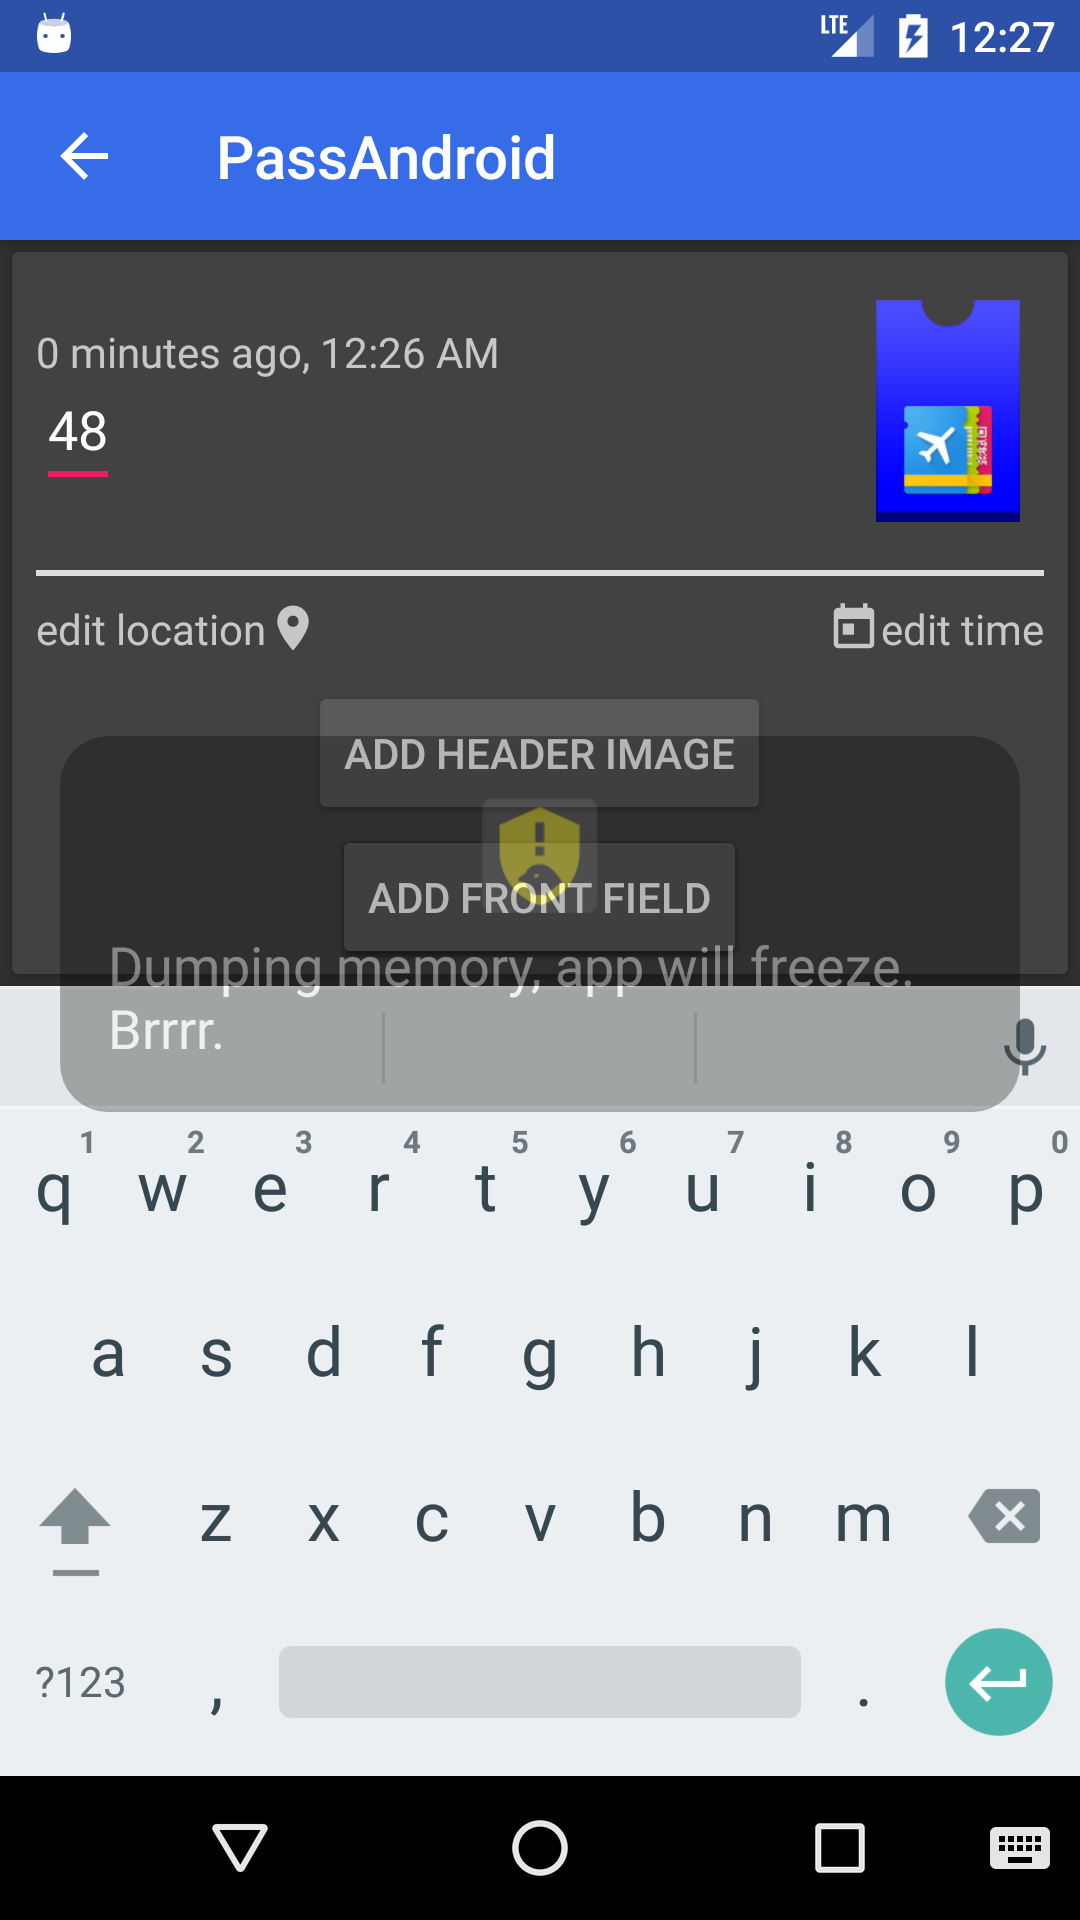 LTE 12:27
PassAndroid
0 minutes ago, 12:26 AM
48
edit location edit time
ADD HEADER IMAGE
ADD FRONT FIELD
Dumping memory, app will freeze.
Brrrr.
1 2 3 4 5 6 7 8 9 0
q w e r t y u i o p
a s d f g h j k l
z x c v b n m
?123 , .